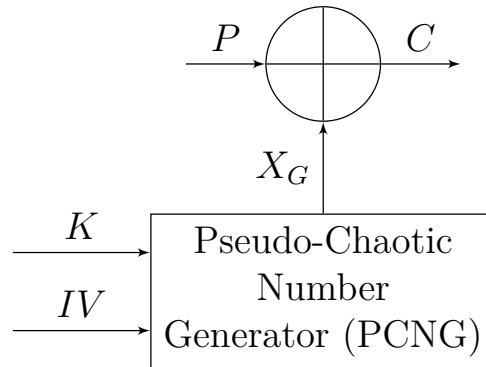 P
C
X_G
K
IV
Pseudo-Chaotic
Number
Generator (PCNG)